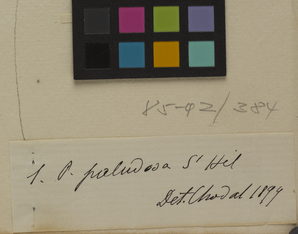 85-92/384
1. P. paludosa St Hil
Det. Chodat 1899